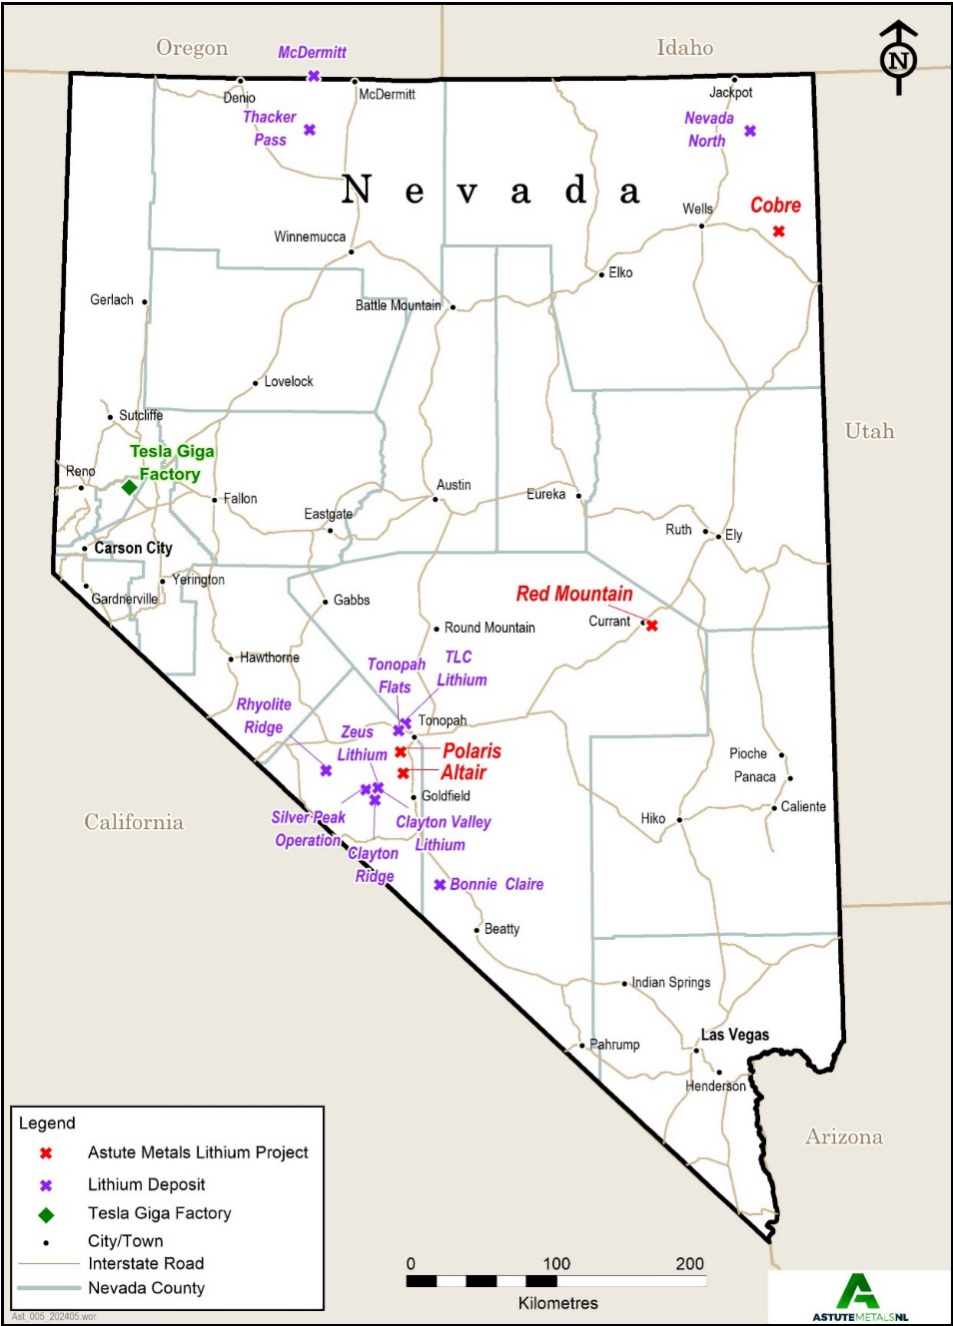 McDermitt
Oregon
Idaho
N
Denio
McDermitt
Jackpot
Thacker
Pass
Nevada
North
Nevada
Cobre
Wells
Winnemucca
Elko
Gerlach
Battle Mountain
Lovelock
Sutcliffe
Utah
Tesla Giga
Factory
Reno
Fallon
Austin
Eureka
Eastgate
Ruth
Ely
Carson City
Yerington
Gardnerville
Gabbs
Red Mountain
Currant
Round Mountain
Hawthorne
TLC
Lithium
Tonopah
Flats
Rhyolite
Ridge
Tonopah
Zeus
Lithium
Polaris
Altair
Pioche
Panaca
Goldfield
Caliente
Hiko
California
Silver Peak
Operation
Clayton Valley
Lithium
Clayton
Ridge
Bonnie Claire
Beatty
Indian Springs
Las Vegas
Pahrump
Henderson
Arizona
Legend
Astute Metals Lithium Project
Lithium Deposit
Tesla Giga Factory
City/Town
Interstate Road
Nevada County
0 100 200
Kilometres
Ast_005_202405.wor
ASTUTEMETALSNL